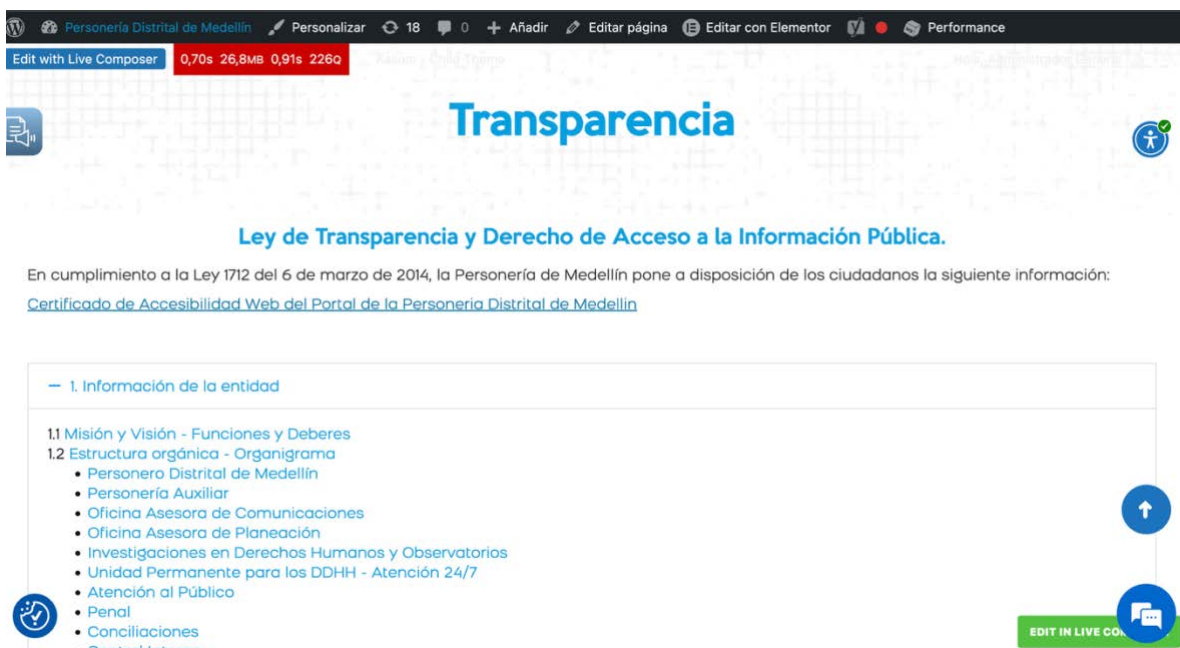 Personería Distrital de Medellín Personalizar 18 0 Añadir Editar página Editar con Elementor Performance
Edit with Live Composer 0,70s 26,8MB 0,91s 226Q
Transparencia
Ley de Transparencia y Derecho de Acceso a la Información Pública.
En cumplimiento a la Ley 1712 del 6 de marzo de 2014, la Personería de Medellín pone a disposición de los ciudadanos la siguiente información:
Certificado de Accesibilidad Web del Portal de la Personeria Distrital de Medellin
− 1. Información de la entidad
1.1 Misión y Visión - Funciones y Deberes
1.2 Estructura orgánica - Organigrama
• Personero Distrital de Medellín
• Personería Auxiliar
• Oficina Asesora de Comunicaciones
• Oficina Asesora de Planeación
• Investigaciones en Derechos Humanos y Observatorios
• Unidad Permanente para los DDHH - Atención 24/7
• Atención al Público
• Penal
• Conciliaciones
EDIT IN LIVE